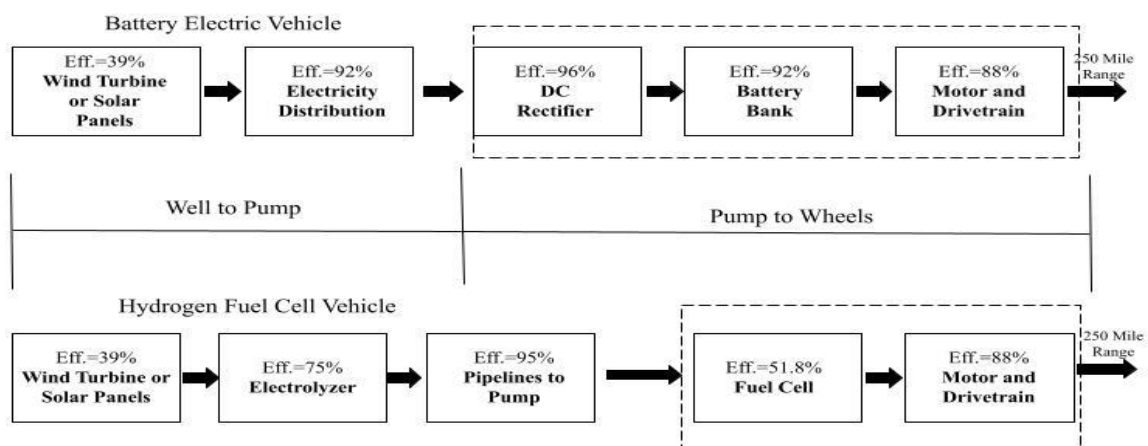 Battery Electric Vehicle
Eff.=39%
Wind Turbine
or Solar
Panels
Eff.=92%
Electricity
Distribution
Eff.=96%
DC
Rectifier
Eff.=92%
Battery
Bank
Eff.=88%
Motor and
Drivetrain
250 Mile
Range
Well to Pump
Pump to Wheels
Hydrogen Fuel Cell Vehicle
Eff.=39%
Wind Turbine or
Solar Panels
Eff.=75%
Electrolyzer
Eff.=95%
Pipelines to
Pump
Eff.=51.8%
Fuel Cell
Eff.=88%
Motor and
Drivetrain
250 Mile
Range